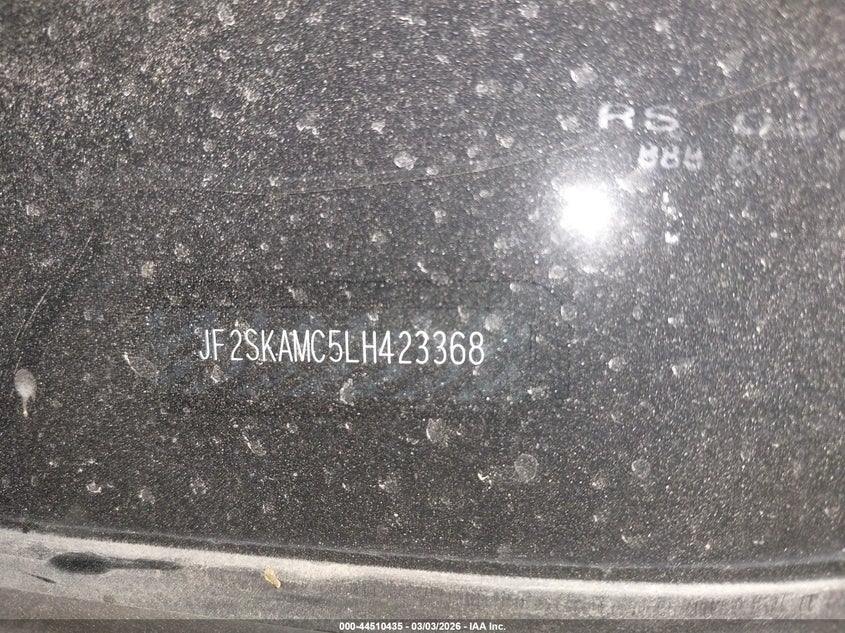 RS
JF2SKAMC5LH423368
000-44510435 - 03/03/2026 - IAA Inc.